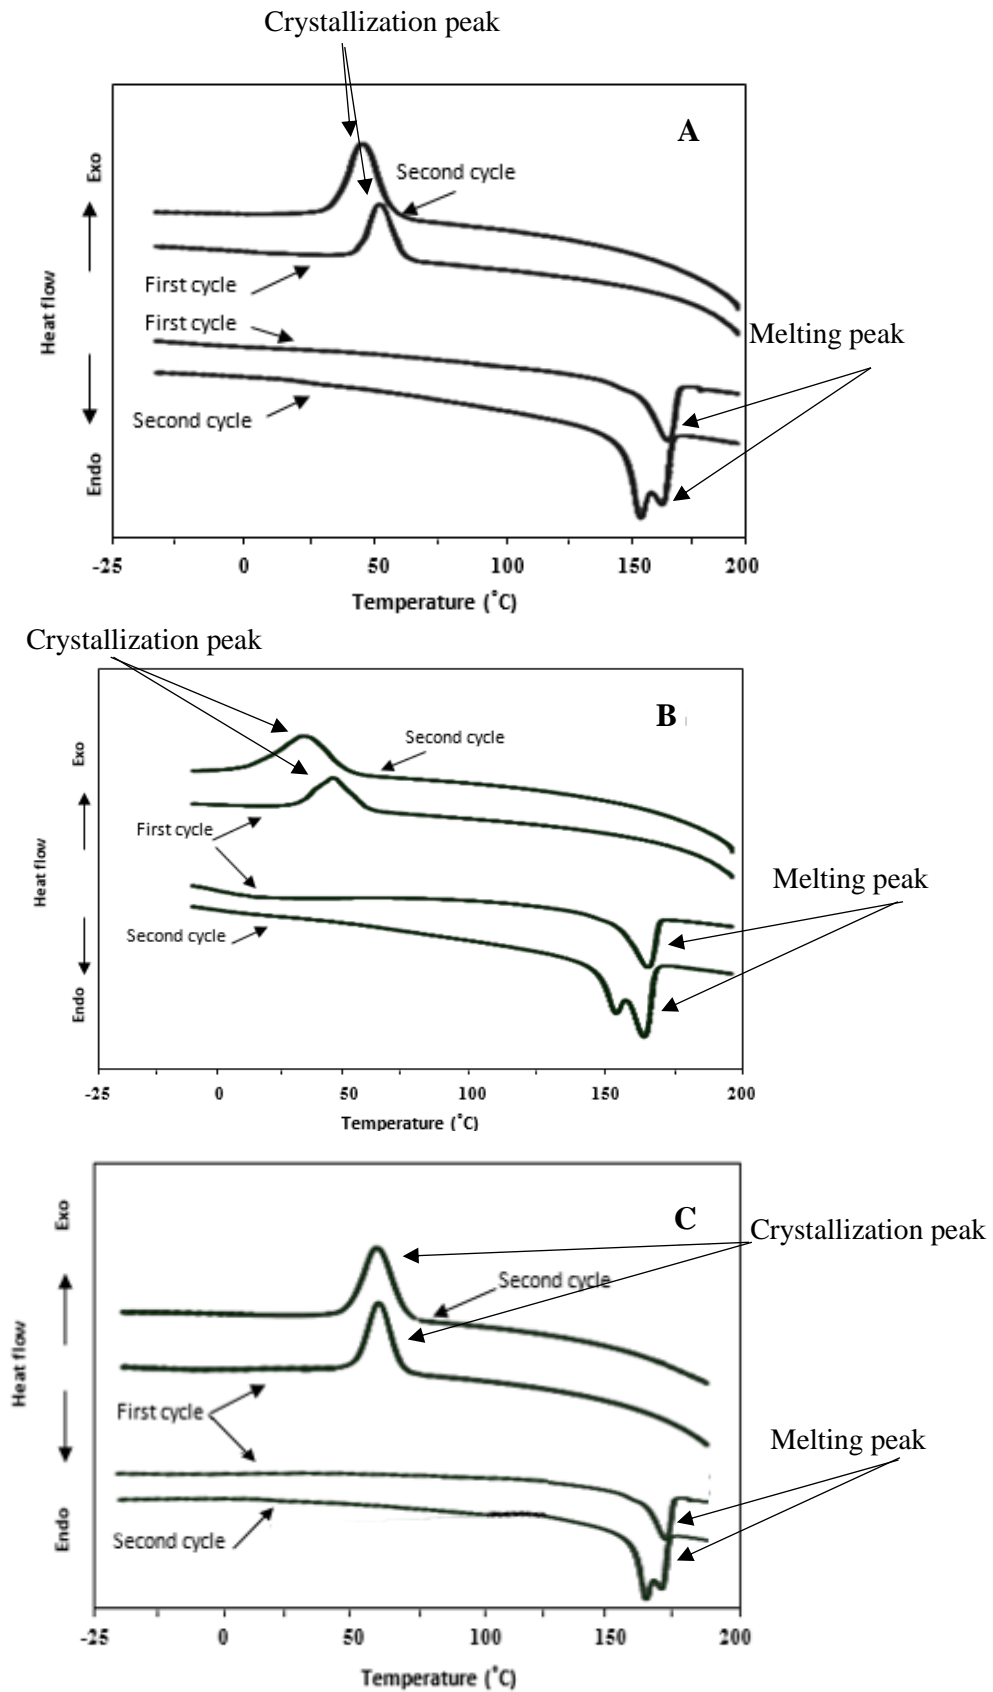 Crystallization peak
A
Exo
Second cycle
Heat flow
First cycle
First cycle
Melting peak
Second cycle
Endo
-25 0 50 100 150 200
Temperature (˚C)
Crystallization peak
B
Exo
Second cycle
First cycle
Heat flow
Melting peak
Second cycle
Endo
-25 0 50 100 150 200
Temperature (˚C)
Exo
C
Crystallization peak
Second cycle
Heat flow
First cycle
Melting peak
Endo
Second cycle
-25 0 50 100 150 200
Temperature (˚C)